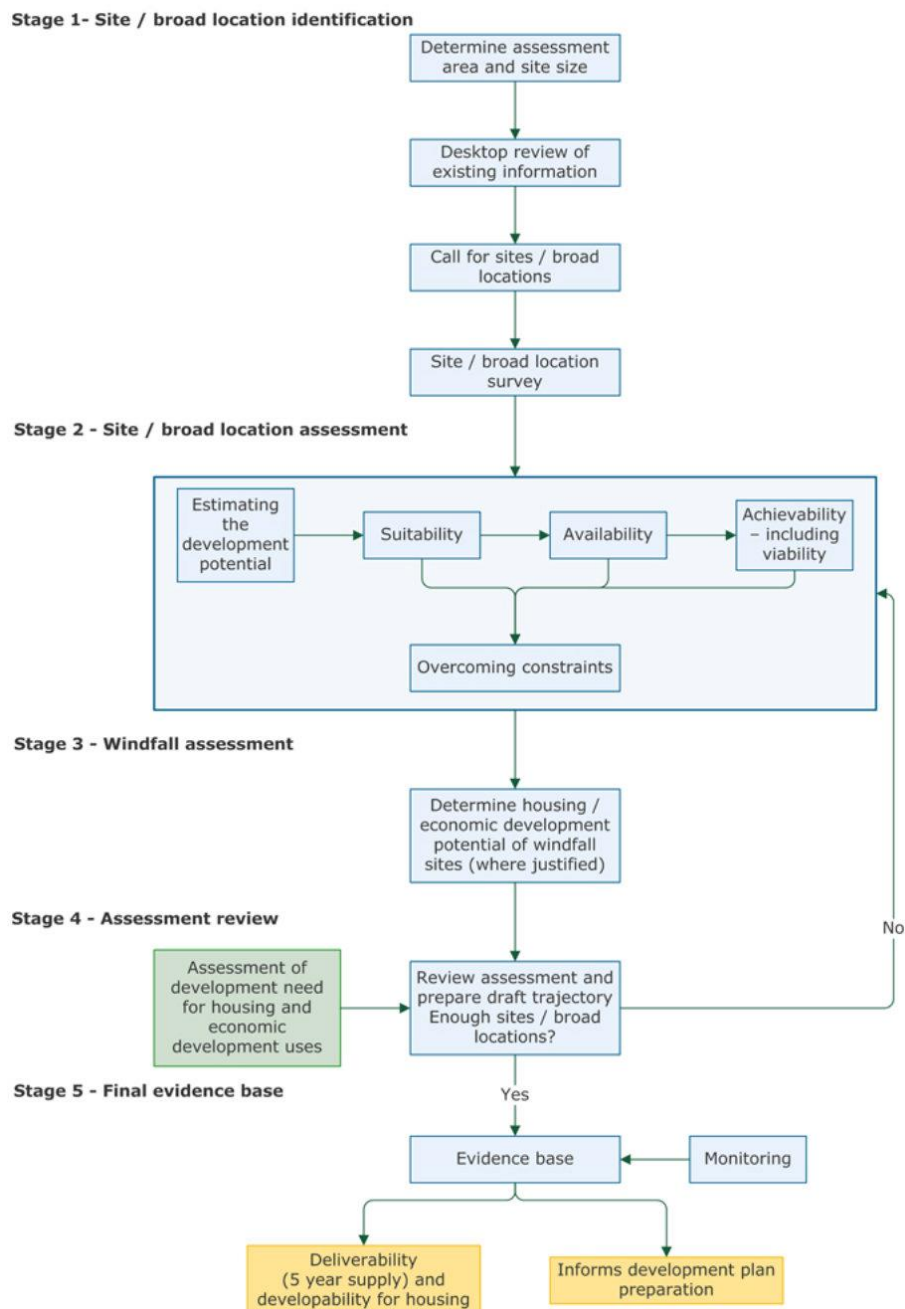 Stage 1- Site / broad location identification
Determine assessment
area and site size
Desktop review of
existing information
Call for sites / broad
locations
Site / broad location
survey
Stage 2 - Site / broad location assessment
Estimating
the
development
potential
Suitability
Availability
Achievability
– including
viability
Overcoming constraints
Stage 3 - Windfall assessment
Determine housing /
economic development
potential of windfall
sites (where justified)
Stage 4 - Assessment review
No
Assessment of
development need
for housing and
economic
development uses
Review assessment and
prepare draft trajectory
Enough sites / broad
locations?
Stage 5 - Final evidence base
Yes
Evidence base
Monitoring
Deliverability
(5 year supply) and
developability for housing
Informs development plan
preparation